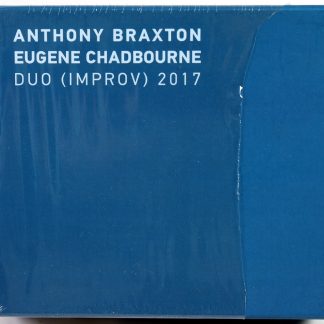 ANTHONY BRAXTON
EUGENE CHADBOURNE
DUO (IMPROV) 2017